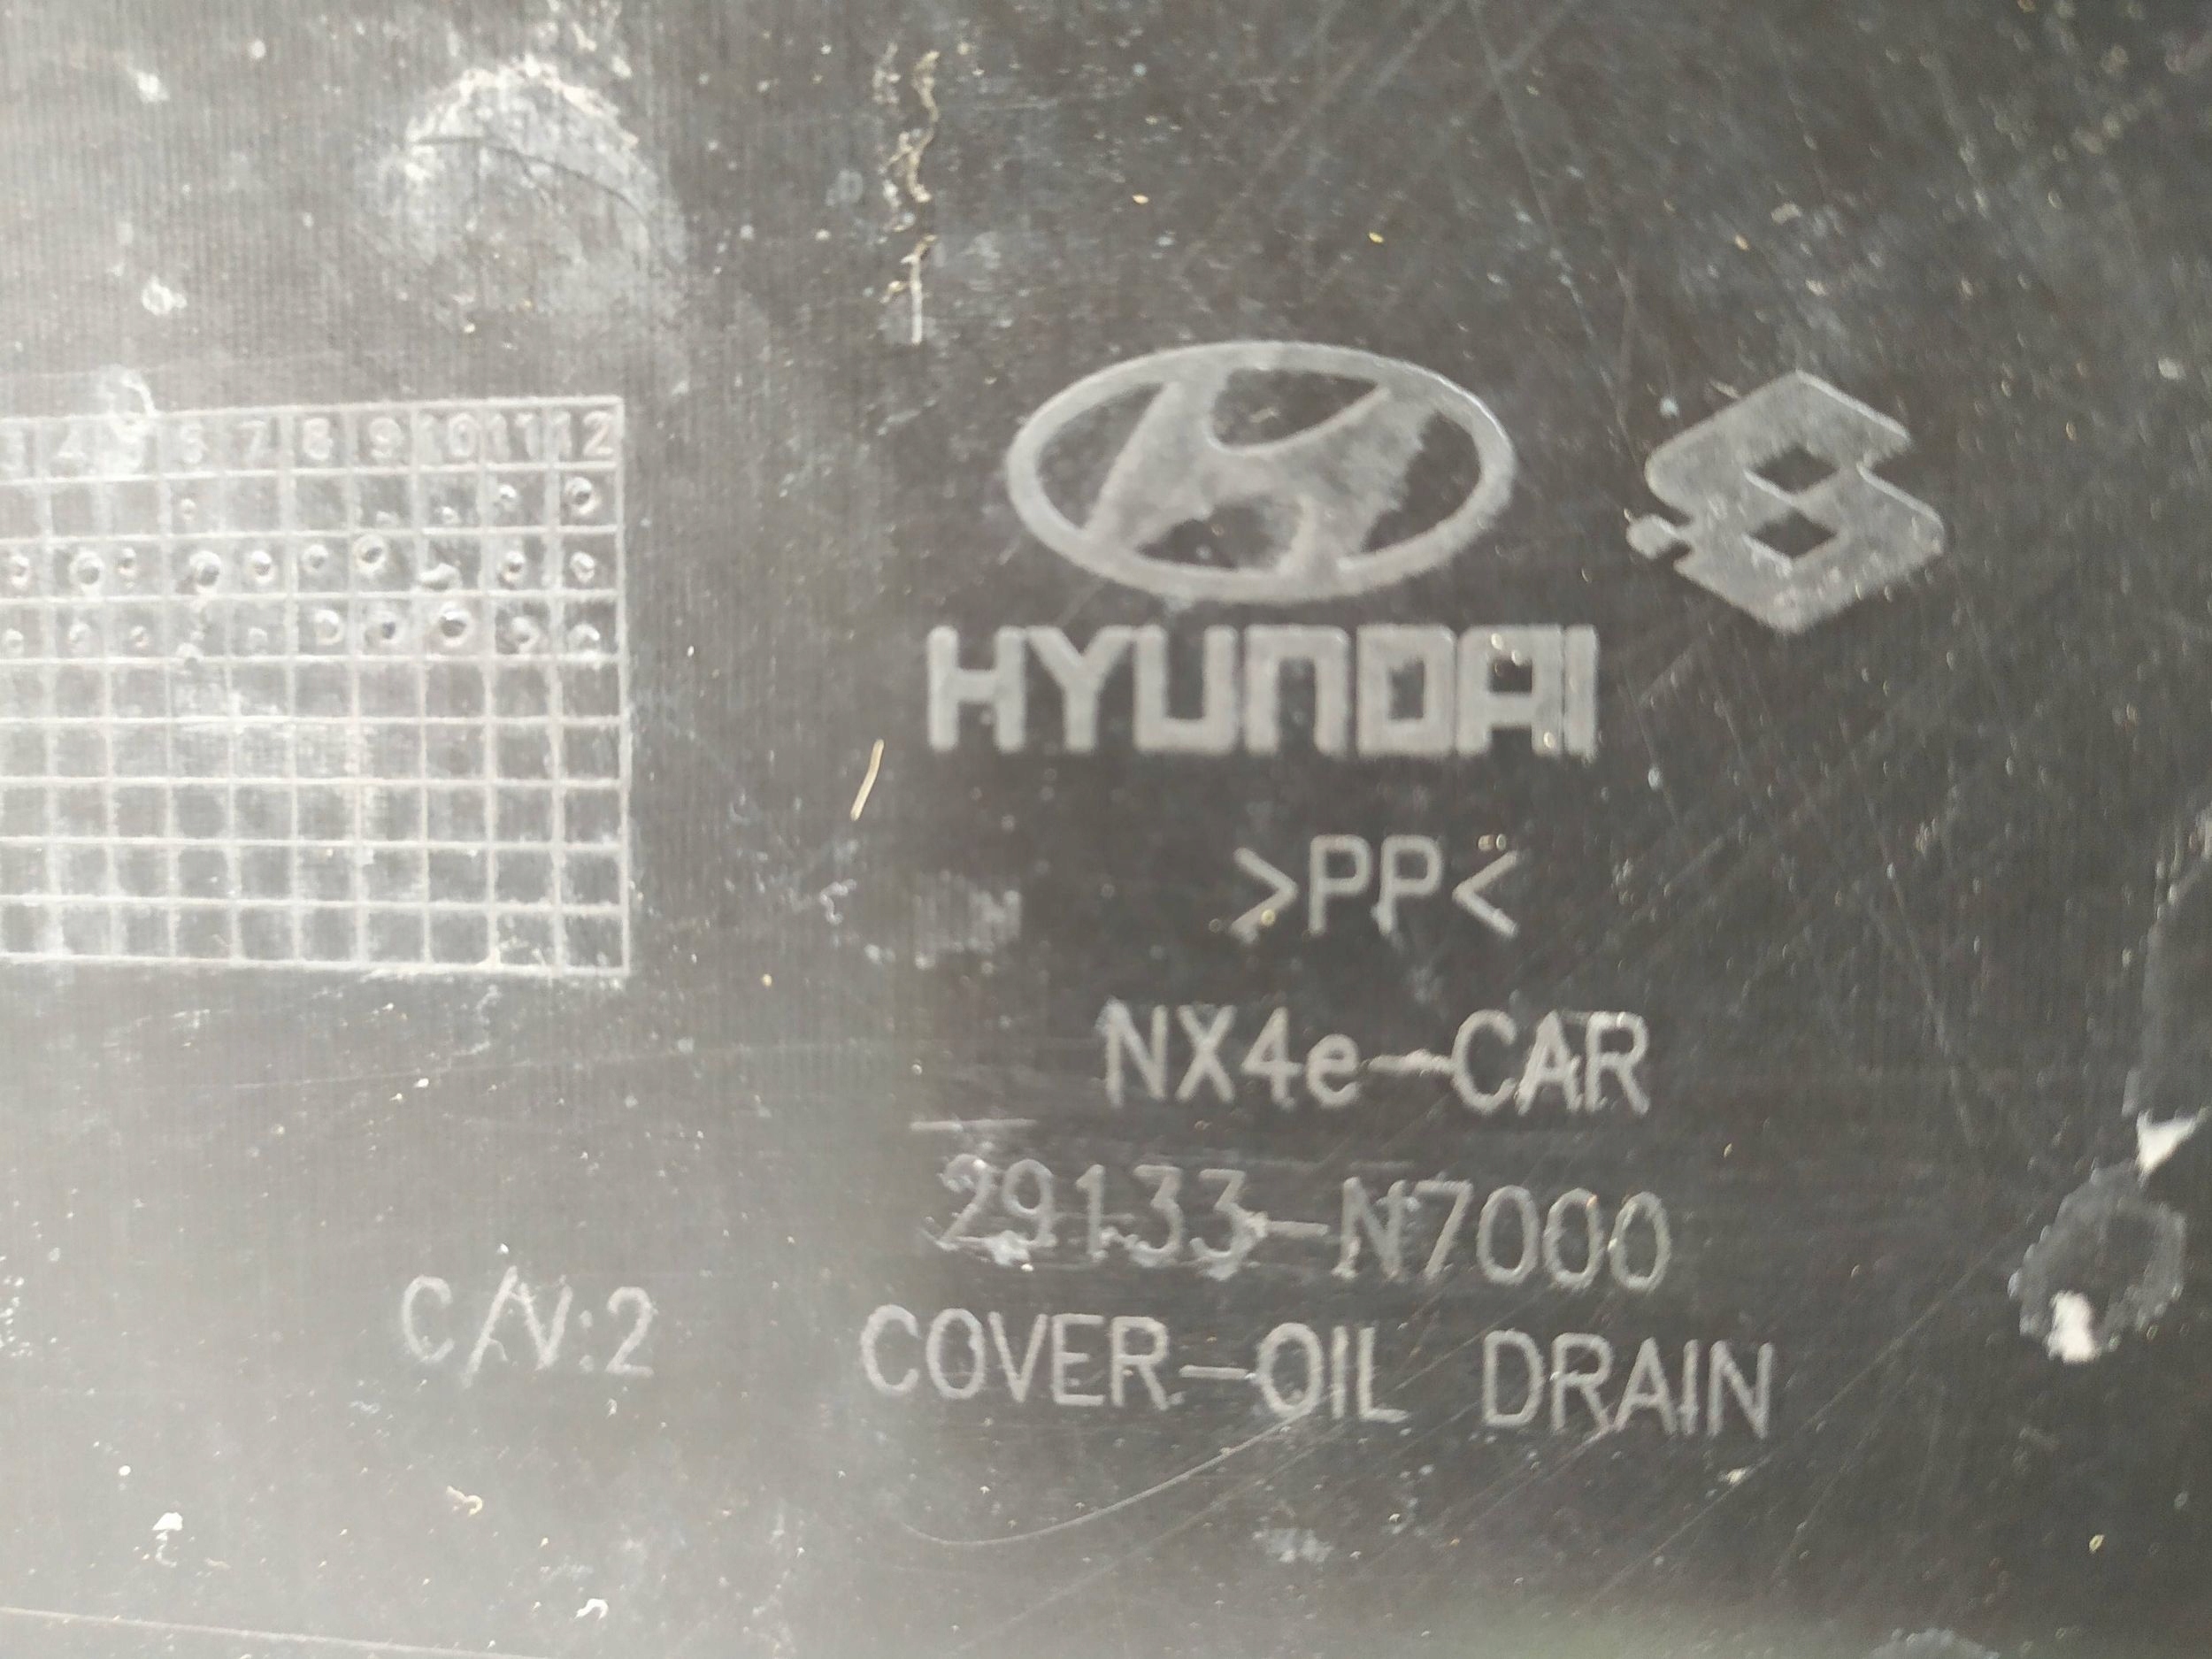 3 4 5 6 7 8 9 10 11 12
HYUNDAI
>PP<
NX4e-CAR
29133-N7000
C/V:2
COVER-OIL DRAIN